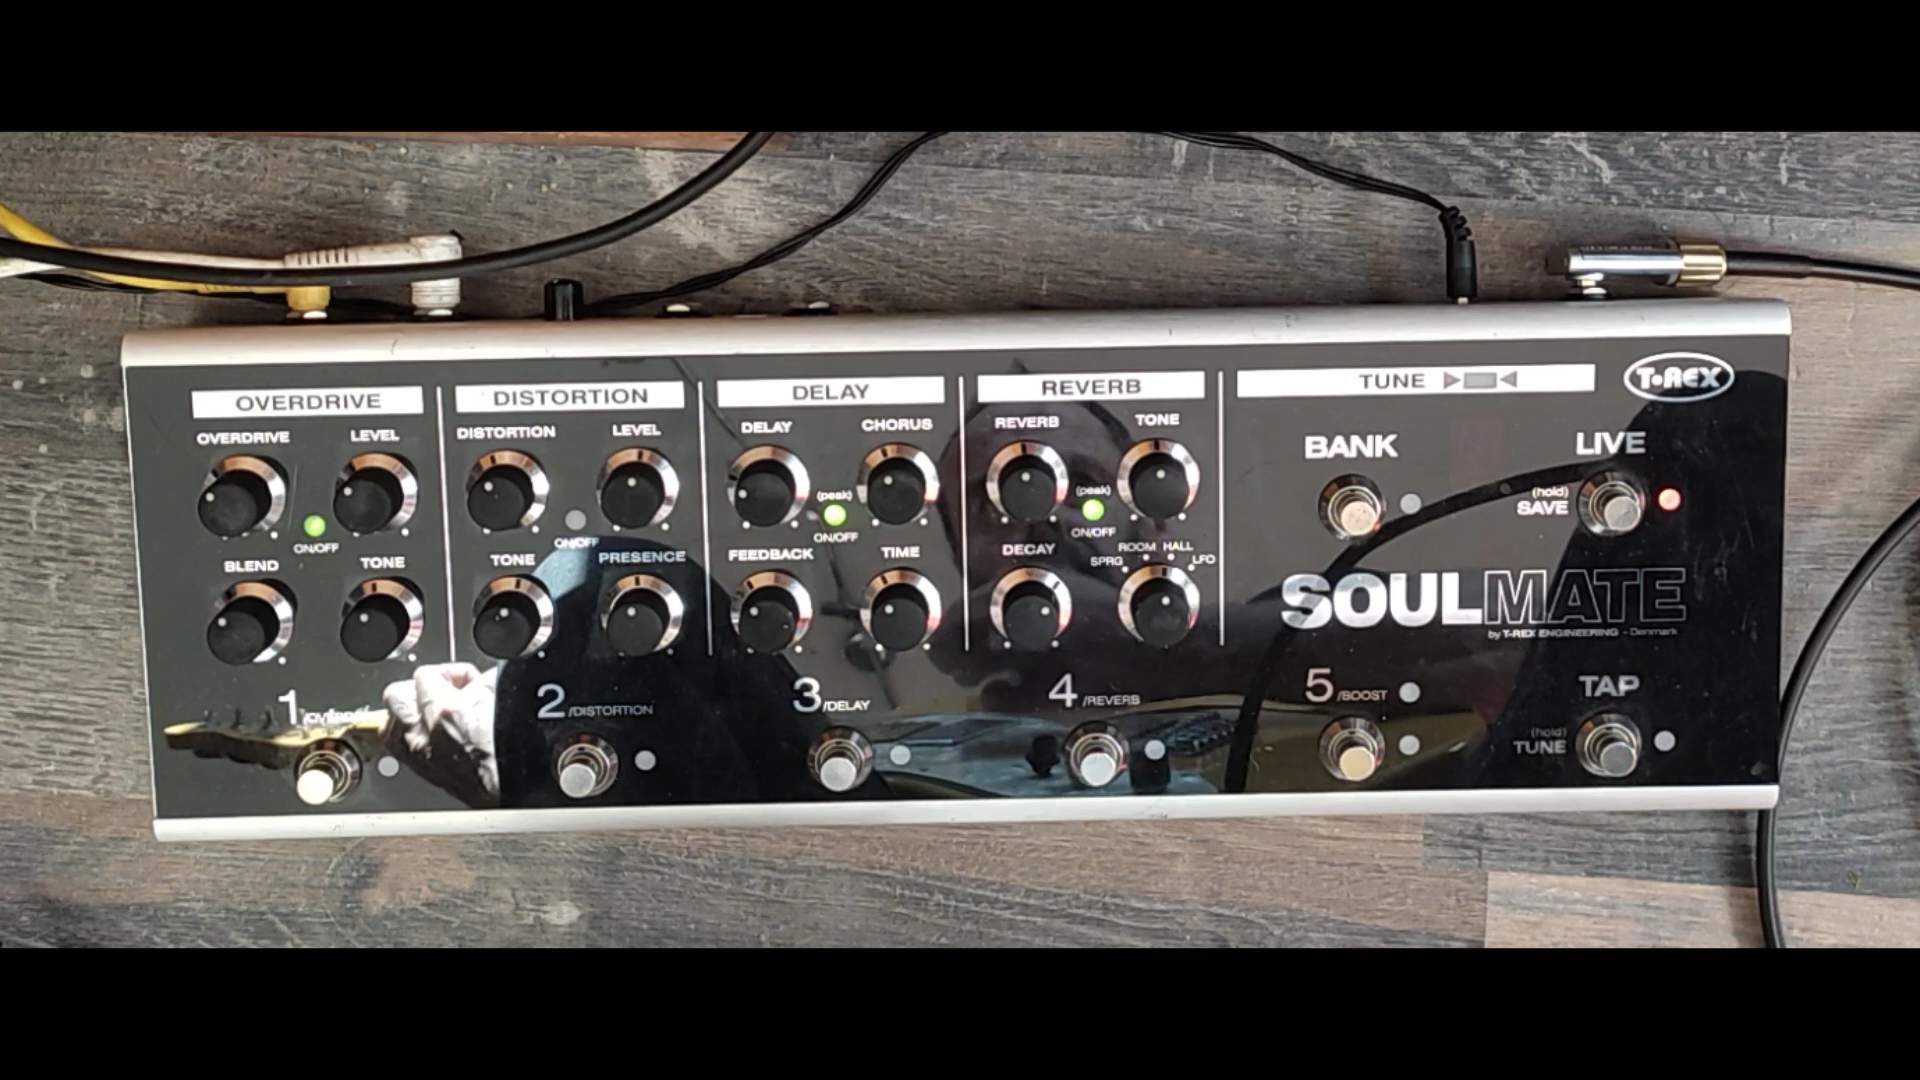 OVERDRIVE
OVERDRIVE LEVEL
ON/OFF
BLEND TONE
DISTORTION
DISTORTION LEVEL
ON/OFF
TONE PRESENCE
DELAY
DELAY CHORUS
(peak)
ON/OFF
FEEDBACK TIME
REVERB
REVERB TONE
(peak)
ON/OFF
DECAY
ROOM HALL
SPRG LFO
TUNE
T-REX
BANK LIVE
(hold)
SAVE
SOULMATE
by T-REX ENGINEERING - Denmark
1
2/DISTORTION
3/DELAY
4/REVERB
5/BOOST
TAP
(hold)
TUNE